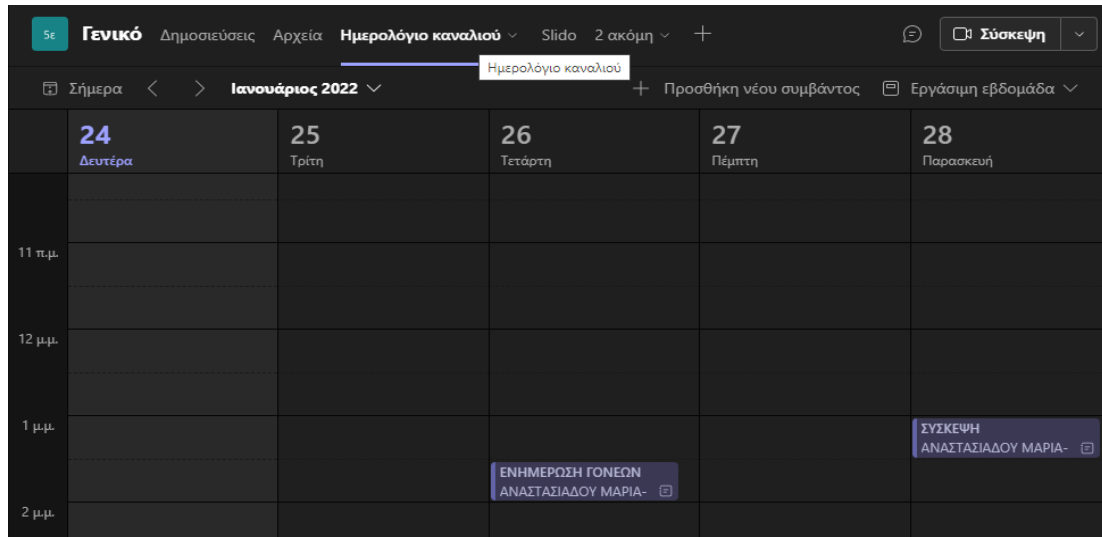 5ε Γενικό Δημοσιεύσεις Αρχεία Ημερολόγιο καναλιού Slido 2 ακόμη Σύσκεψη
Ημερολόγιο καναλιού
Σήμερα Ιανουάριος 2022 Προσθήκη νέου συμβάντος Εργάσιμη εβδομάδα
24 25 26 27 28
Δευτέρα Τρίτη Τετάρτη Πέμπτη Παρασκευή
11 π.μ.
12 μ.μ.
1 μ.μ. ΣΥΣΚΕΨΗ
ΑΝΑΣΤΑΣΙΑΔΟΥ ΜΑΡΙΑ-
ΕΝΗΜΕΡΩΣΗ ΓΟΝΕΩΝ
ΑΝΑΣΤΑΣΙΑΔΟΥ ΜΑΡΙΑ-
2 μ.μ.